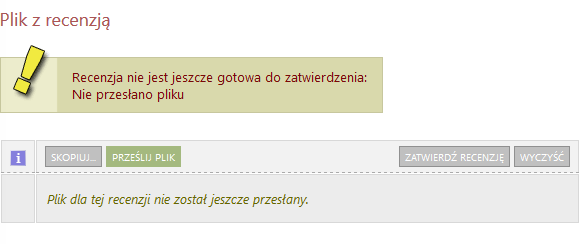 Plik z recenzją
Recenzja nie jest jeszcze gotowa do zatwierdzenia:
Nie przesłano pliku
SKOPIUJ... PRZEŚLIJ PLIK ZATWIERDŹ RECENZJĘ WYCZYŚĆ
Plik dla tej recenzji nie został jeszcze przesłany.